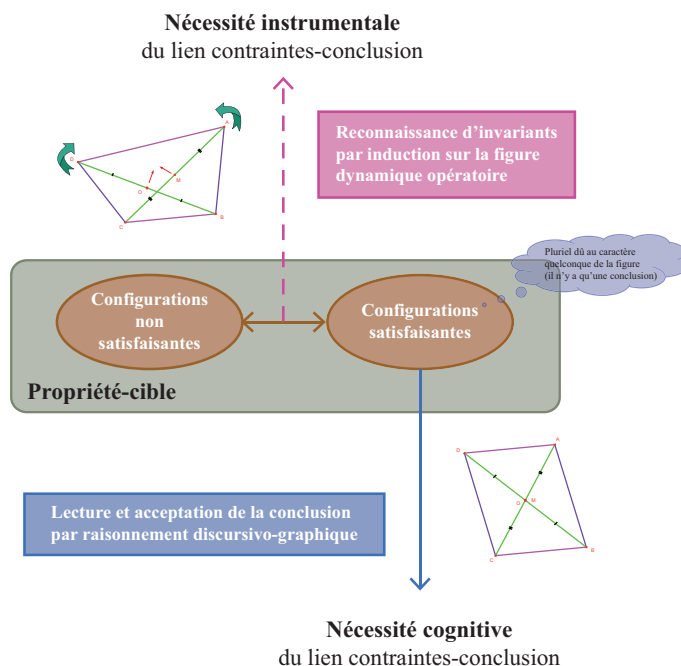 Nécessité instrumentale
du lien contraintes-conclusion
Reconnaissance d'invariants
par induction sur la figure
dynamique opératoire
A
D
M
O
B
C
Pluriel dû au caractère
quelconque de la figure
(il n'y a qu'une conclusion)
Configurations
non
satisfaisantes
Configurations
satisfaisantes
Propriété-cible
A
D
O
M
B
C
Lecture et acceptation de la conclusion
par raisonnement discursivo-graphique
Nécessité cognitive
du lien contraintes-conclusion